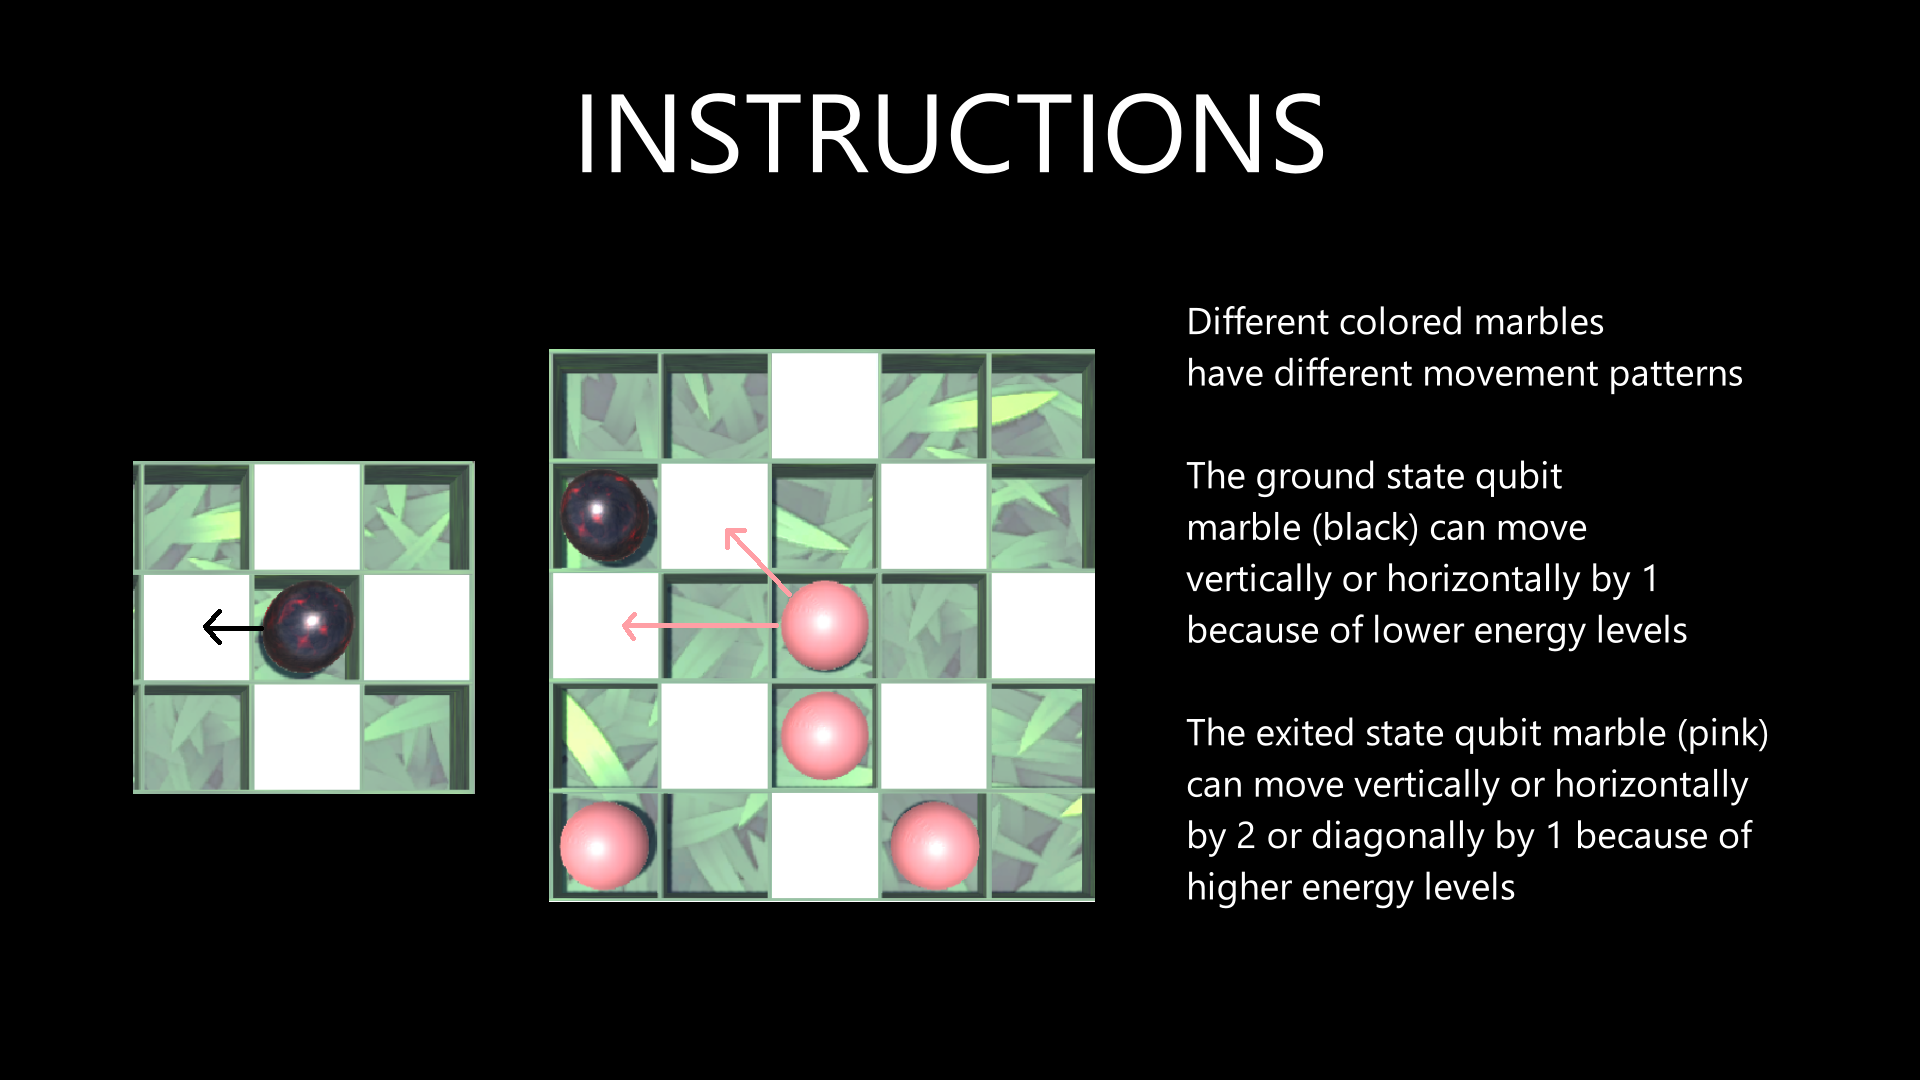 INSTRUCTIONS
Different colored marbles
have different movement patterns
The ground state qubit
marble (black) can move
vertically or horizontally by 1
because of lower energy levels
The exited state qubit marble (pink)
can move vertically or horizontally
by 2 or diagonally by 1 because of
higher energy levels